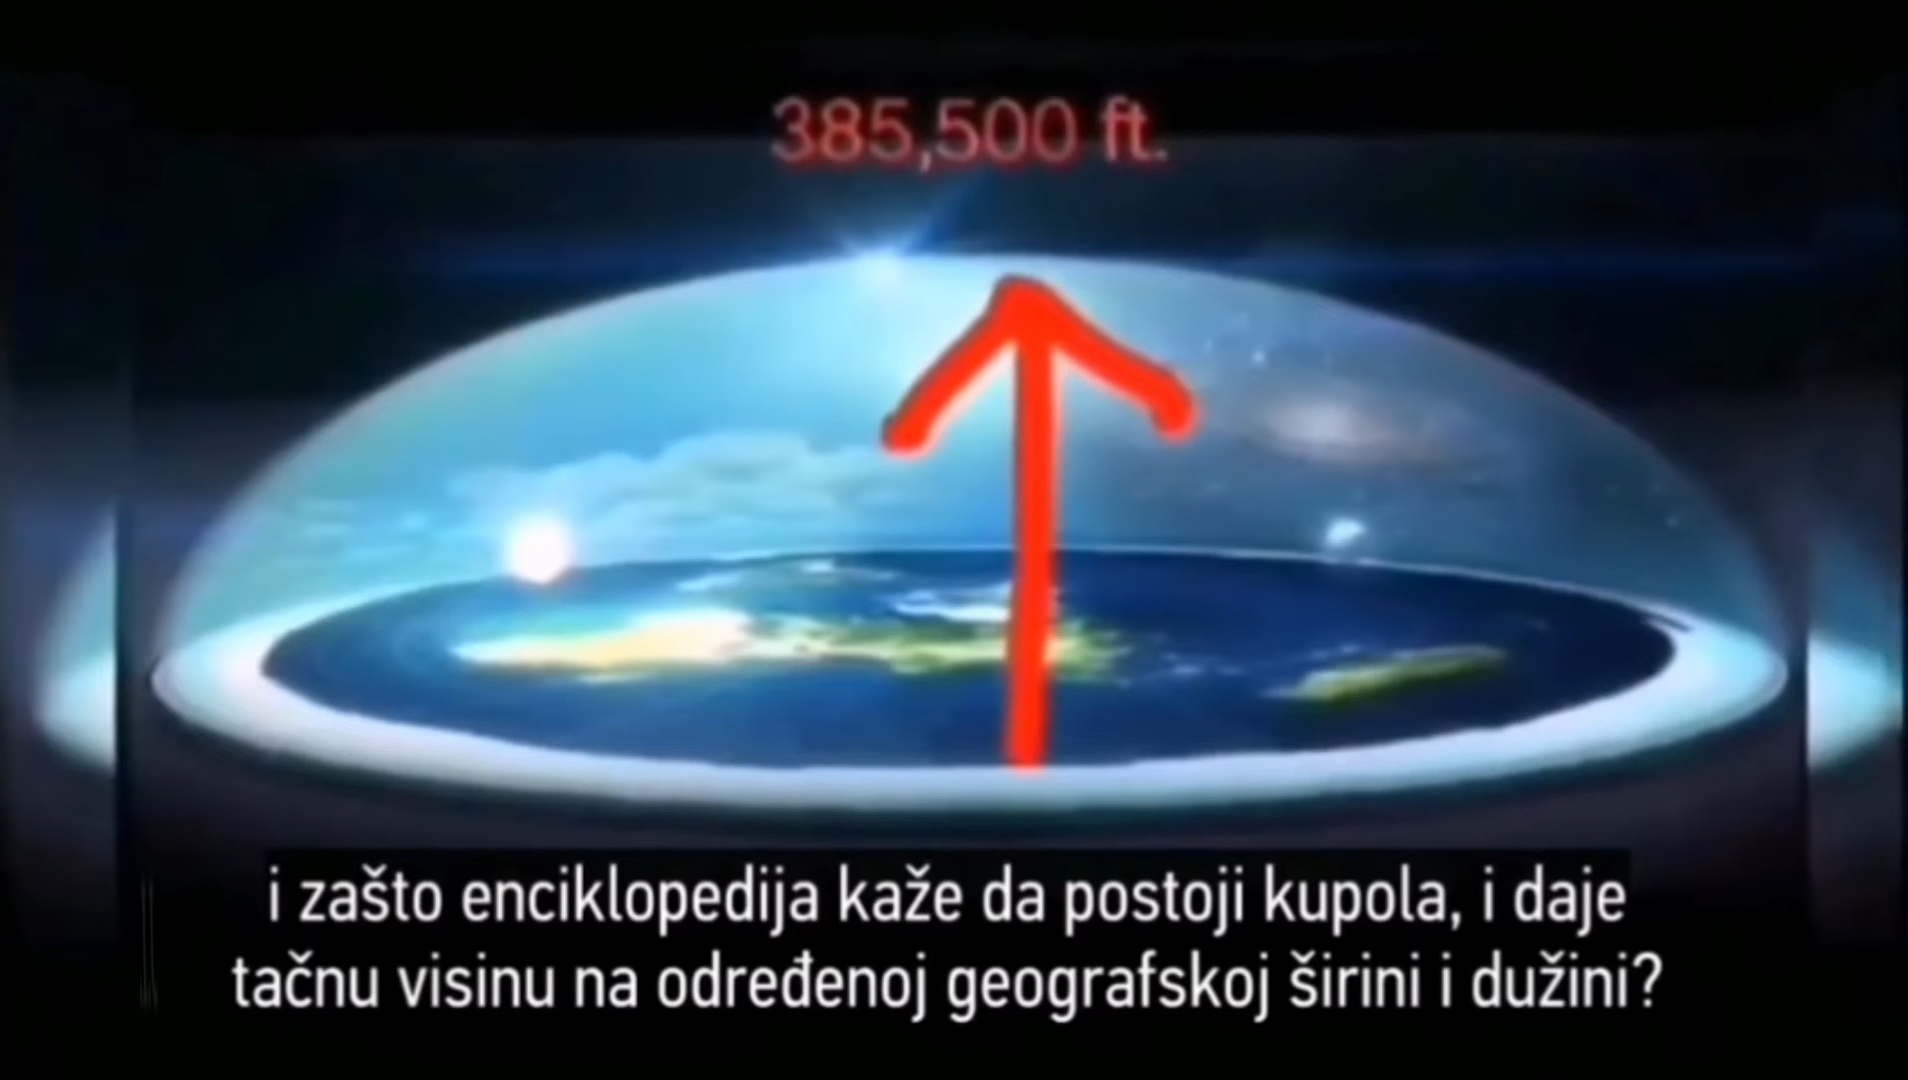 385,500 ft.
i zašto enciklopedija kaže da postoji kupola, i daje
tačnu visinu na određenoj geografskoj širini i dužini?